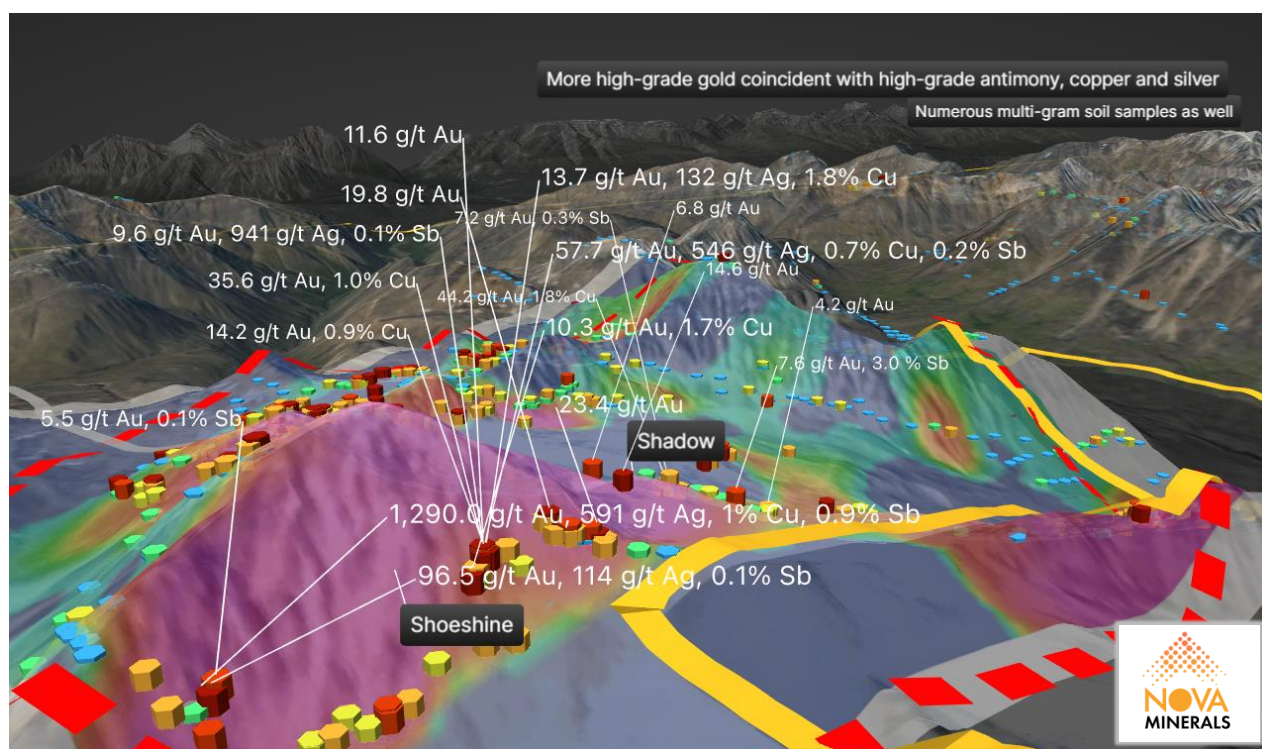 More high-grade gold coincident with high-grade antimony, copper and silver
Numerous multi-gram soil samples as well
11.6 g/t Au
13.7 g/t Au, 132 g/t Ag, 1.8% Cu
19.8 g/t Au
6.8 g/t Au
7.2 g/t Au, 0.3% Sb
9.6 g/t Au, 941 g/t Ag, 0.1% Sb
57.7 g/t Au, 546 g/t Ag, 0.7% Cu, 0.2% Sb
14.6 g/t Au
35.6 g/t Au, 1.0% Cu
44.2 g/t Au, 1.8% Cu
4.2 g/t Au
14.2 g/t Au, 0.9% Cu
10.3 g/t Au, 1.7% Cu
7.6 g/t Au, 3.0 % Sb
5.5 g/t Au, 0.1% Sb
23.4 g/t Au
Shadow
1,290.0 g/t Au, 591 g/t Ag, 1% Cu, 0.9% Sb
96.5 g/t Au, 114 g/t Ag, 0.1% Sb
Shoeshine
NOVA
MINERALS